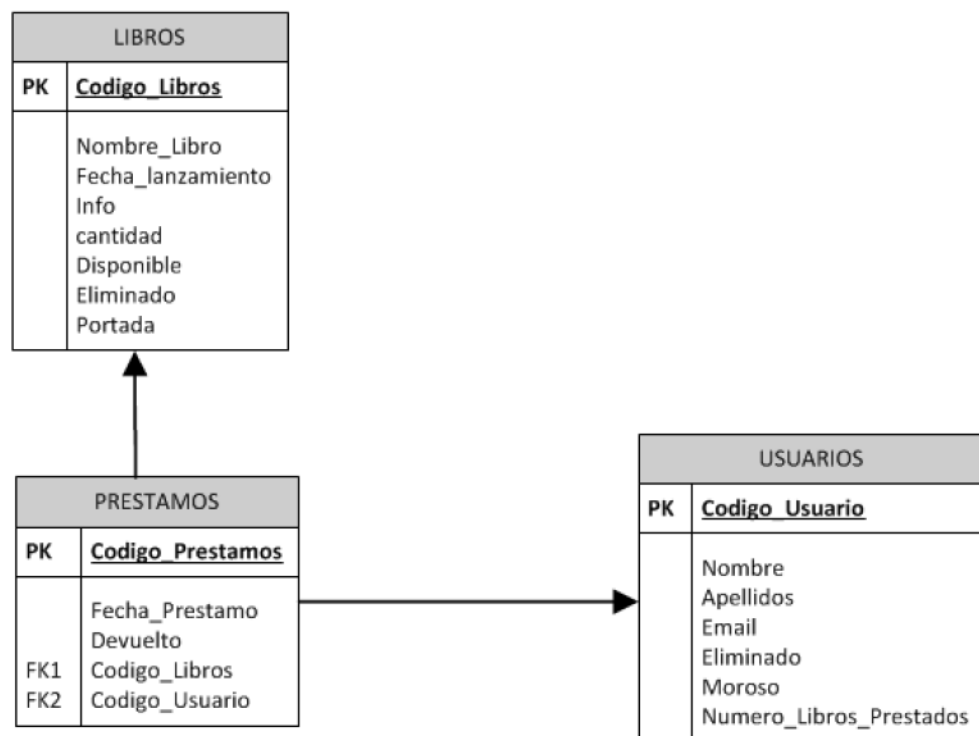 LIBROS
PK Codigo_Libros
Nombre_Libro
Fecha_lanzamiento
Info
cantidad
Disponible
Eliminado
Portada
PRESTAMOS
PK Codigo_Prestamos
Fecha_Prestamo
Devuelto
FK1 Codigo_Libros
FK2 Codigo_Usuario
USUARIOS
PK Codigo_Usuario
Nombre
Apellidos
Email
Eliminado
Moroso
Numero_Libros_Prestados